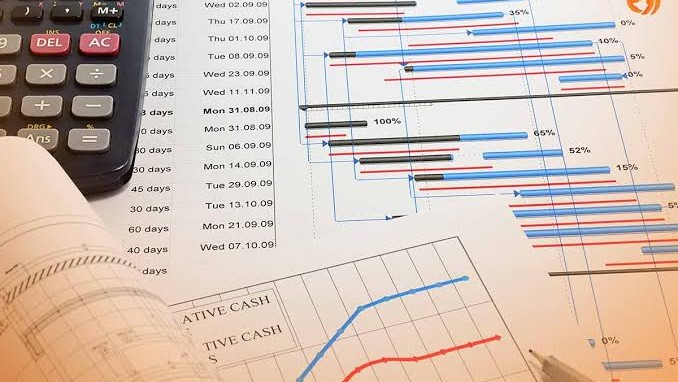 days Wed 02.09.09
days Thu 17.09.09 35% 0%
days Thu 01.10.09
days Tue 08.09.09 10%
days Wed 23.09.09 5%
days Wed 11.11.09 0%
days Mon 31.08.09
days Mon 31.08.09 100%
days Sun 06.09.09 65%
30 days Mon 14.09.09 52%
45 days Tue 29.09.09 15%
30 days Tue 13.10.09
60 days Mon 21.09.09
40 days Wed 07.10.09
days
M+
INS OFF
9 DEL AC
× ÷
+ −
DRG▶ %
Ans =
ATIVE CASH
TIVE CASH
S
0%